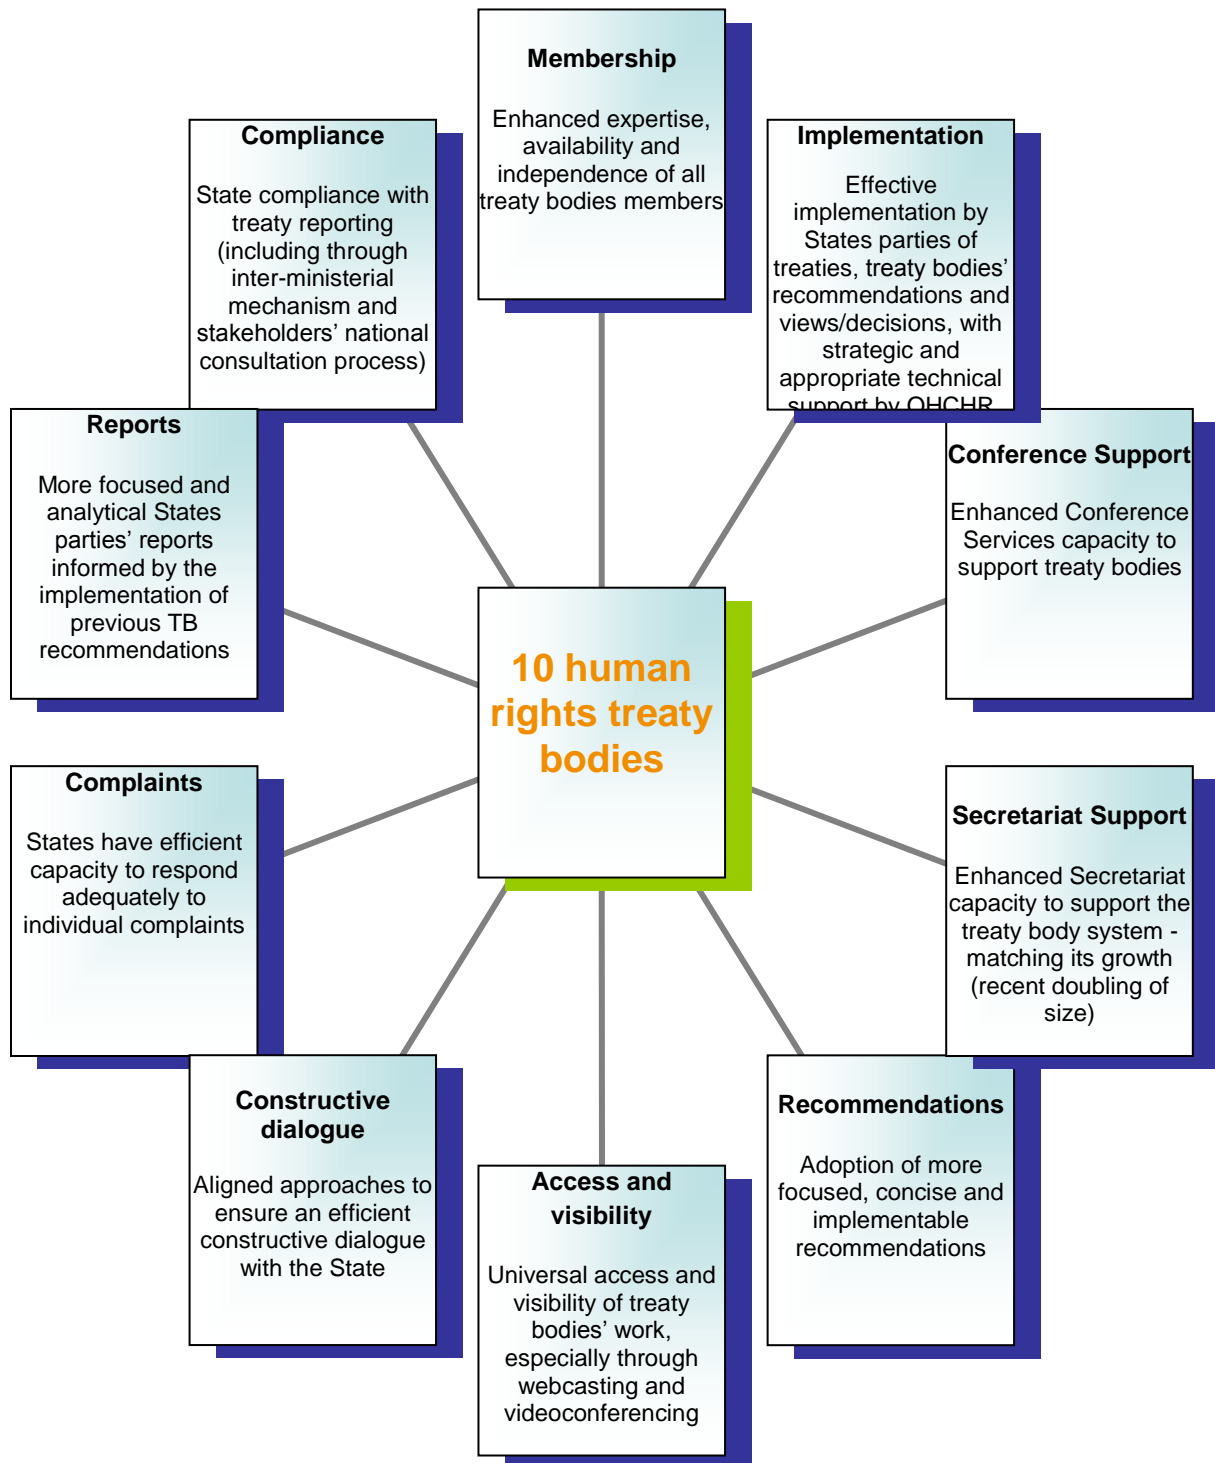 Membership
Enhanced expertise,
availability and
independence of all
treaty bodies members
Implementation
Effective
implementation by
States parties of
treaties, treaty bodies’
recommendations and
views/decisions, with
strategic and
appropriate technical
support by OHCHR
Conference Support
Enhanced Conference
Services capacity to
support treaty bodies
Secretariat Support
Enhanced Secretariat
capacity to support the
treaty body system -
matching its growth
(recent doubling of
size)
Recommendations
Adoption of more
focused, concise and
implementable
recommendations
Access and
visibility
Universal access and
visibility of treaty
bodies’ work,
especially through
webcasting and
videoconferencing
Constructive
dialogue
Aligned approaches to
ensure an efficient
constructive dialogue
with the State
Complaints
States have efficient
capacity to respond
adequately to
individual complaints
Reports
More focused and
analytical States
parties’ reports
informed by the
implementation of
previous TB
recommendations
Compliance
State compliance with
treaty reporting
(including through
inter-ministerial
mechanism and
stakeholders’ national
consultation process)
10 human
rights treaty
bodies